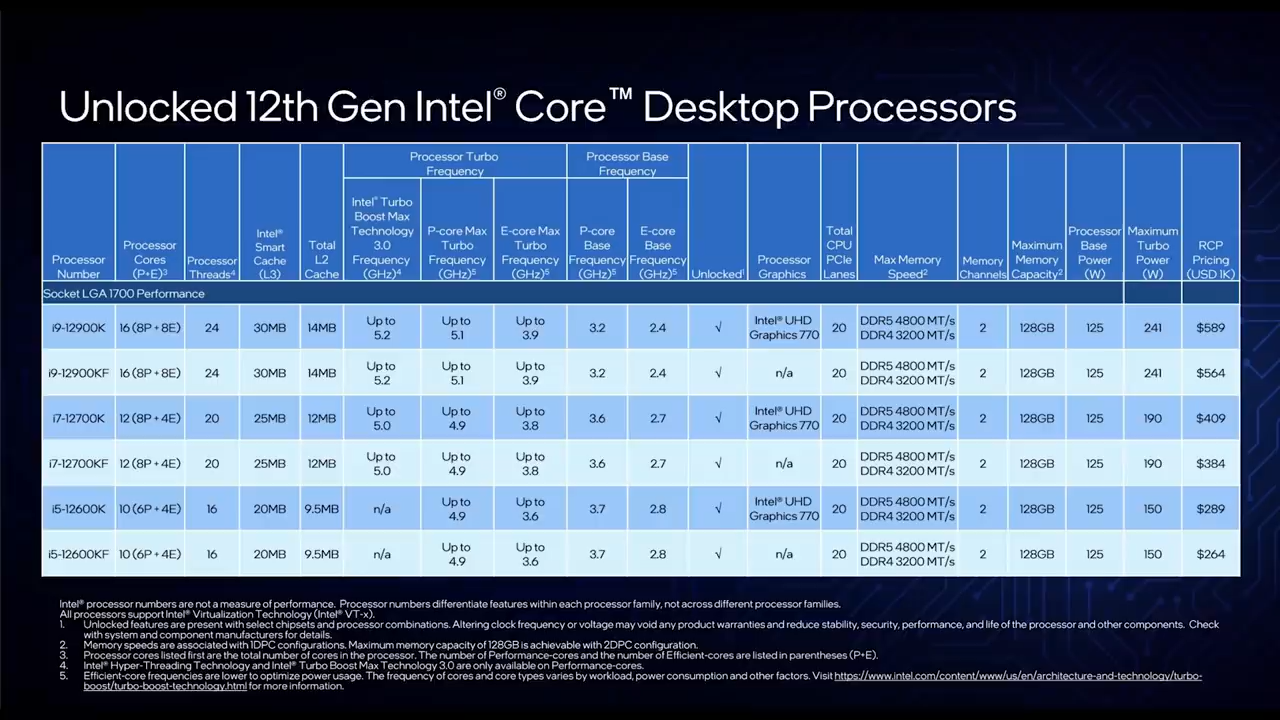 Unlocked 12th Gen Intel® Core™ Desktop Processors
Processor Turbo Frequency
Processor Base Frequency
Processor Number
Processor Cores (P+E)3
Processor Threads4
Intel® Smart Cache (L3)
Total L2 Cache
Intel® Turbo Boost Max Technology 3.0 Frequency (GHz)4
P-core Max Turbo Frequency (GHz)5
E-core Max Turbo Frequency (GHz)5
P-core Base Frequency (GHz)5
E-core Base Frequency (GHz)5
Unlocked1
Processor Graphics
Total CPU PCIe Lanes
Max Memory Speed2
Memory Channels
Maximum Memory Capacity2
Processor Base Power (W)
Maximum Turbo Power (W)
RCP Pricing (USD 1K)
Socket LGA 1700 Performance
i9-12900K 16 (8P + 8E) 24 30MB 14MB Up to 5.2 Up to 5.1 Up to 3.9 3.2 2.4 √ Intel® UHD Graphics 770 20 DDR5 4800 MT/s DDR4 3200 MT/s 2 128GB 125 241 $589
i9-12900KF 16 (8P + 8E) 24 30MB 14MB Up to 5.2 Up to 5.1 Up to 3.9 3.2 2.4 √ n/a 20 DDR5 4800 MT/s DDR4 3200 MT/s 2 128GB 125 241 $564
i7-12700K 12 (8P + 4E) 20 25MB 12MB Up to 5.0 Up to 4.9 Up to 3.8 3.6 2.7 √ Intel® UHD Graphics 770 20 DDR5 4800 MT/s DDR4 3200 MT/s 2 128GB 125 190 $409
i7-12700KF 12 (8P + 4E) 20 25MB 12MB Up to 5.0 Up to 4.9 Up to 3.8 3.6 2.7 √ n/a 20 DDR5 4800 MT/s DDR4 3200 MT/s 2 128GB 125 190 $384
i5-12600K 10 (6P + 4E) 16 20MB 9.5MB n/a Up to 4.9 Up to 3.6 3.7 2.8 √ Intel® UHD Graphics 770 20 DDR5 4800 MT/s DDR4 3200 MT/s 2 128GB 125 150 $289
i5-12600KF 10 (6P + 4E) 16 20MB 9.5MB n/a Up to 4.9 Up to 3.6 3.7 2.8 √ n/a 20 DDR5 4800 MT/s DDR4 3200 MT/s 2 128GB 125 150 $264
Intel® processor numbers are not a measure of performance. Processor numbers differentiate features within each processor family, not across different processor families.
All processors support Intel® Virtualization Technology (Intel® VT-x).
1. Unlocked features are present with select chipsets and processor combinations. Altering clock frequency or voltage may void any product warranties and reduce stability, security, performance, and life of the processor and other components. Check
with system and component manufacturers for details.
2. Memory speeds are associated with 1DPC configurations. Maximum memory capacity of 128GB is achievable with 2DPC configuration.
3. Processor cores listed first are the total number of cores in the processor. The number of Performance-cores and the number of Efficient-cores are listed in parentheses (P+E).
4. Intel® Hyper-Threading Technology and Intel® Turbo Boost Max Technology 3.0 are only available on Performance-cores.
5. Efficient-core frequencies are lower to optimize power usage. The frequency of cores and core types varies by workload, power consumption and other factors. Visit https://www.intel.com/content/www/us/en/architecture-and-technology/turbo-
boost/turbo-boost-technology.html for more information.